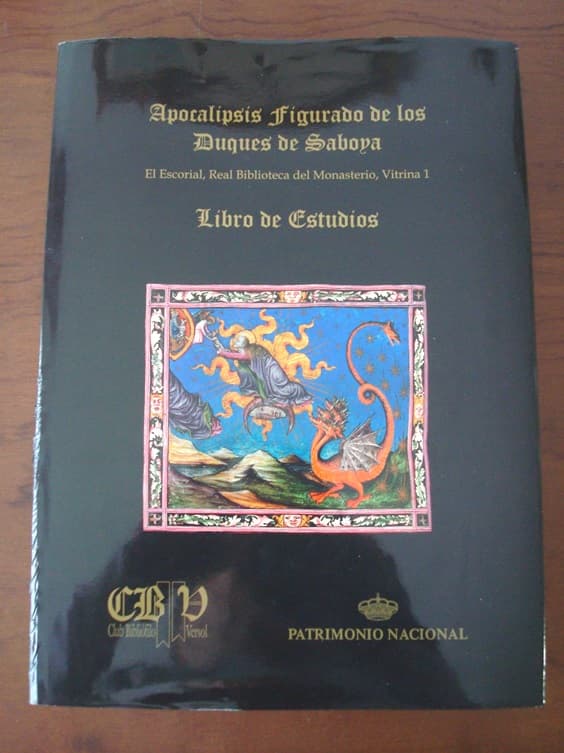 Apocalipsis Figurado de los
Duques de Saboya
El Escorial, Real Biblioteca del Monasterio, Vitrina 1
Libro de Estudios
CB V
Club Bibliófilo Versol
PATRIMONIO NACIONAL